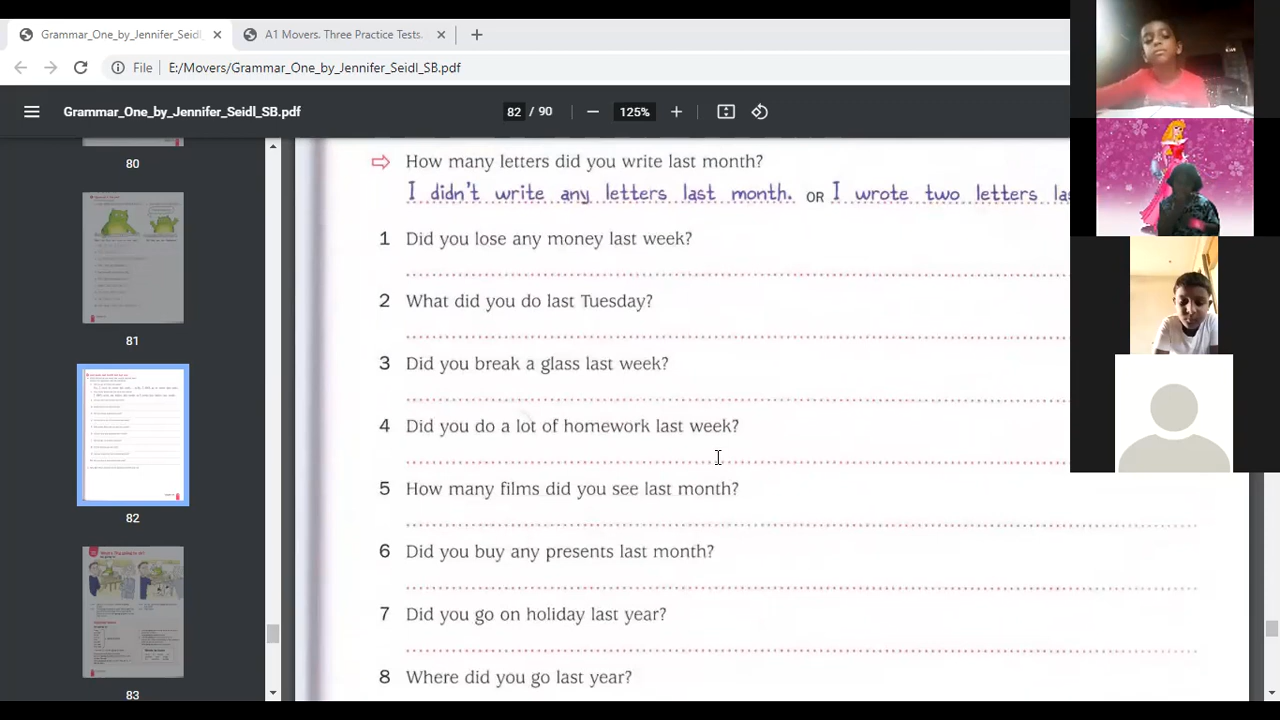 Grammar_One_by_Jennifer_Seidl_
A1 Movers. Three Practice Tests.
File
E:/Movers/Grammar_One_by_Jennifer_Seidl_SB.pdf
Grammar_One_by_Jennifer_Seidl_SB.pdf
82 / 90
125%
80
81
82
83
How many letters did you write last month?
I didn't write any letters last month. OR I wrote two letters las
1 Did you lose any money last week?
2 What did you do last Tuesday?
3 Did you break a glass last week?
4 Did you do a lot of homework last week?
5 How many films did you see last month?
6 Did you buy any presents last month?
7 Did you go on holiday last year?
8 Where did you go last year?